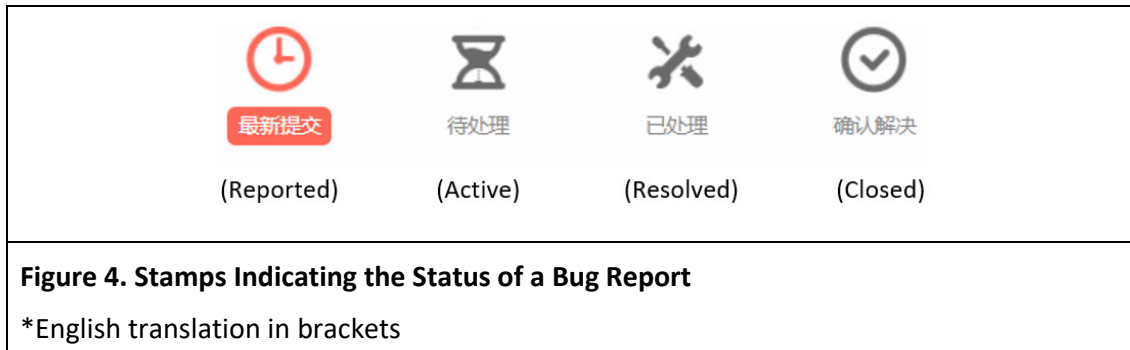 最新提交 待处理 已处理 确认解决
(Reported) (Active) (Resolved) (Closed)
Figure 4. Stamps Indicating the Status of a Bug Report
*English translation in brackets